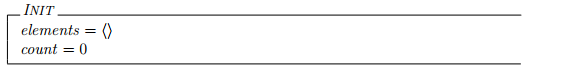 INIT
elements = ⟨⟩
count = 0